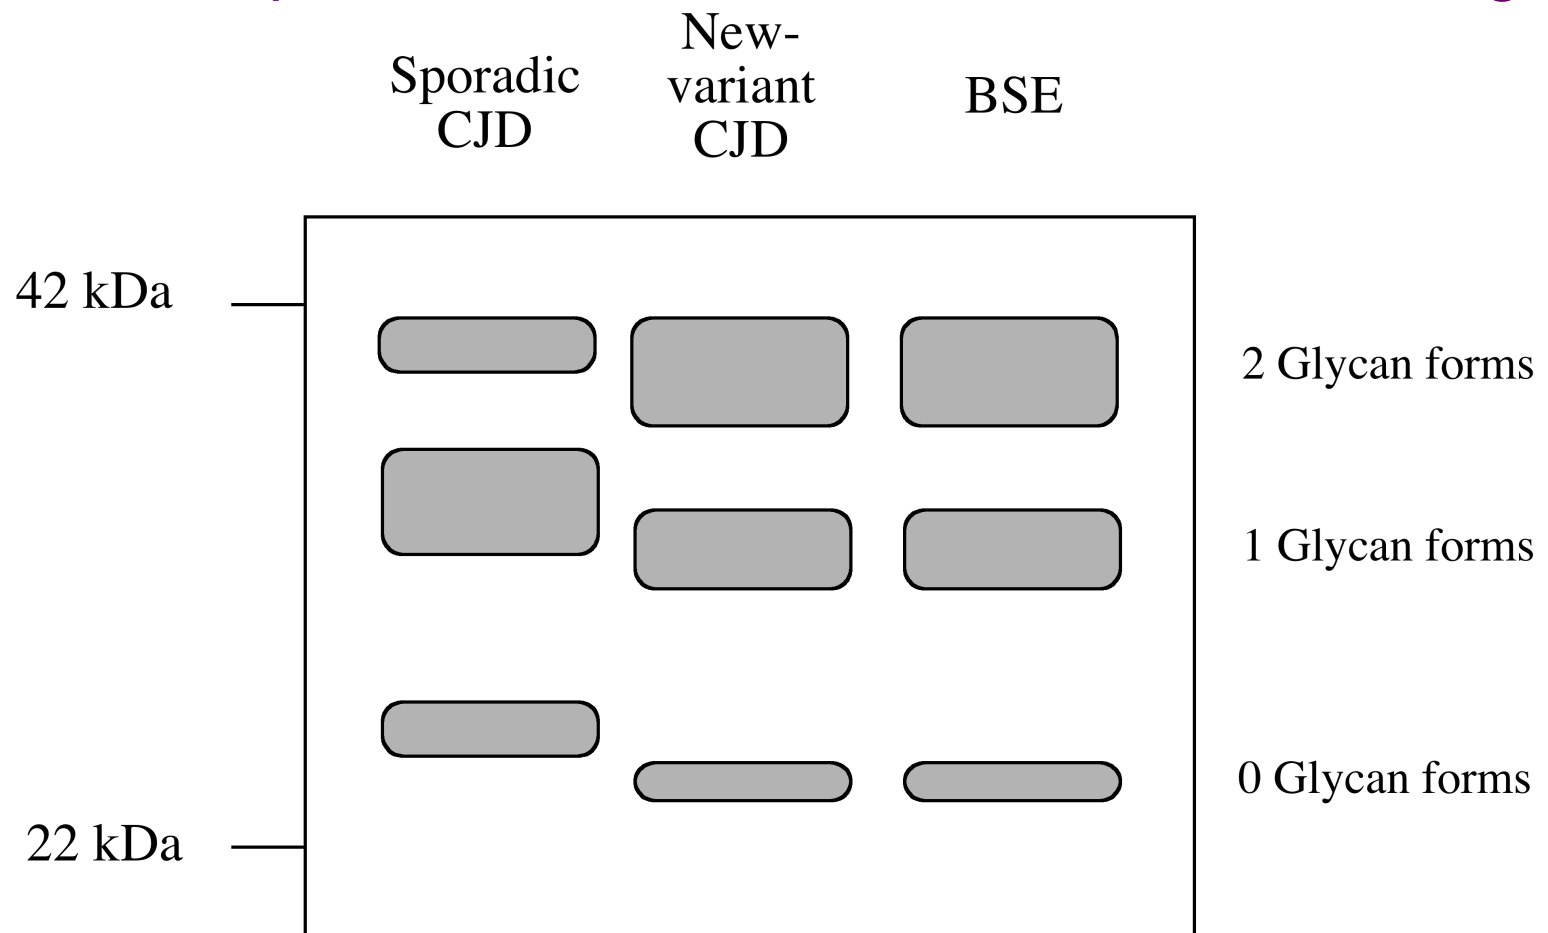 Sporadic
CJD
New-
variant
CJD
BSE
42 kDa
2 Glycan forms
1 Glycan forms
0 Glycan forms
22 kDa